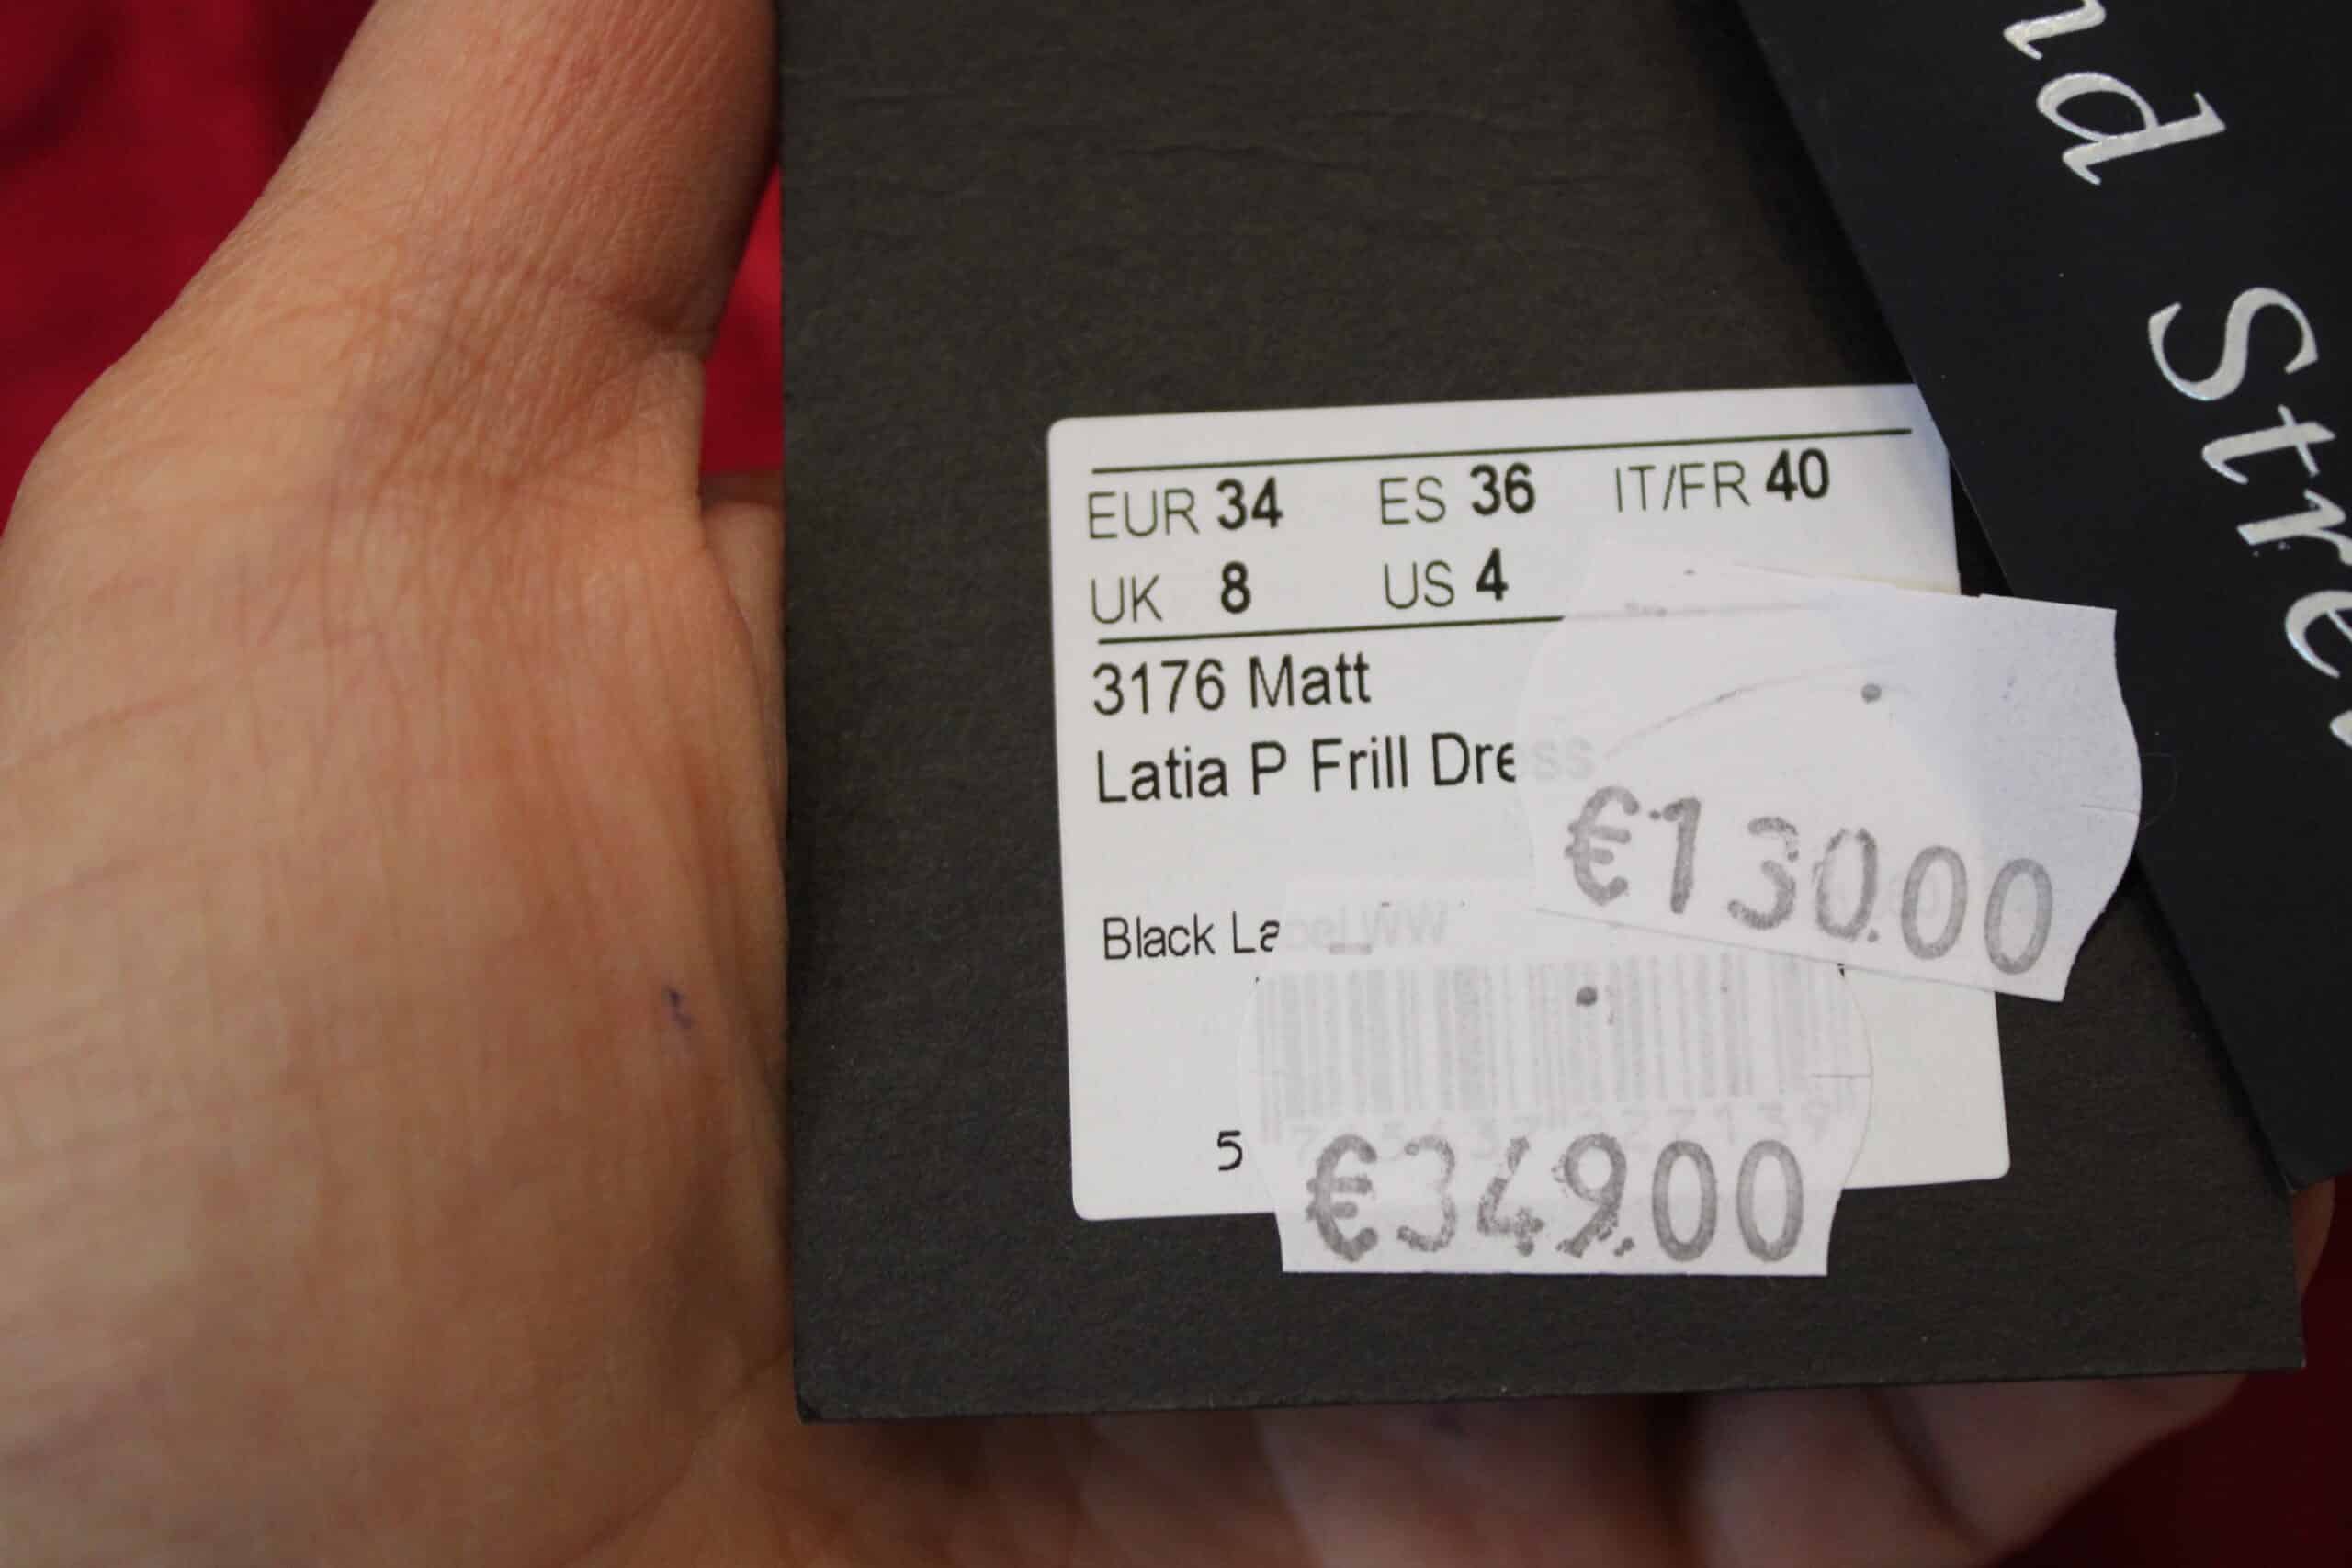 EUR 34 ES 36 IT/FR 40
UK 8 US 4
3176 Matt
Latia P Frill Dress
€130.00
Black La
5
€349.00
nd Stre